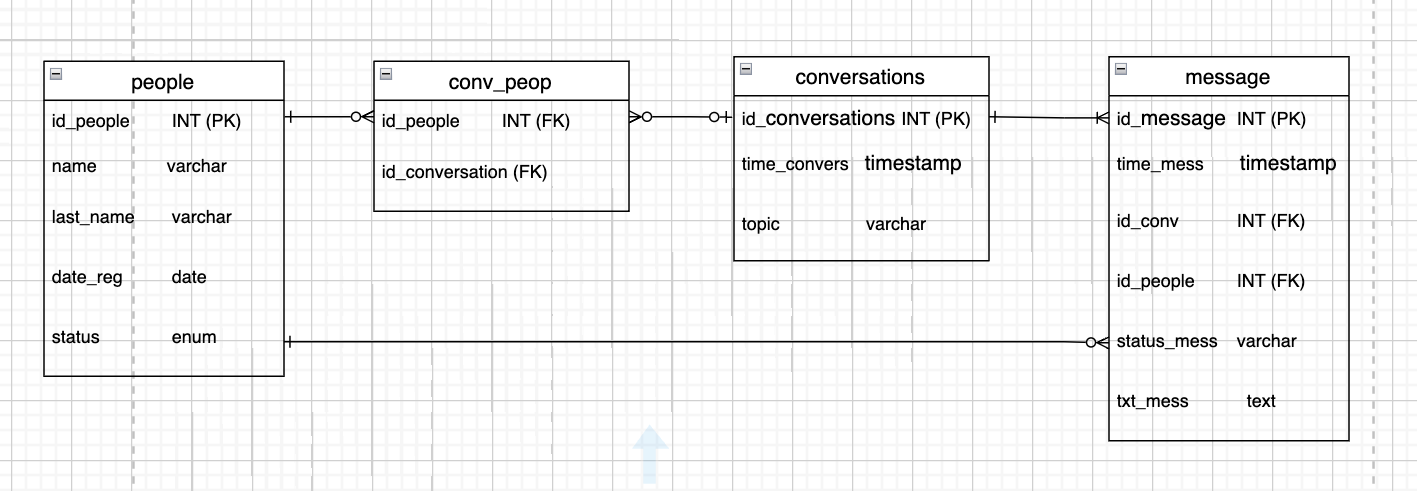 people
id_people INT (PK)
name varchar
last_name varchar
date_reg date
status enum
conv_peop
id_people INT (FK)
id_conversation (FK)
conversations
id_conversations INT (PK)
time_convers timestamp
topic varchar
message
id_message INT (PK)
time_mess timestamp
id_conv INT (FK)
id_people INT (FK)
status_mess varchar
txt_mess text